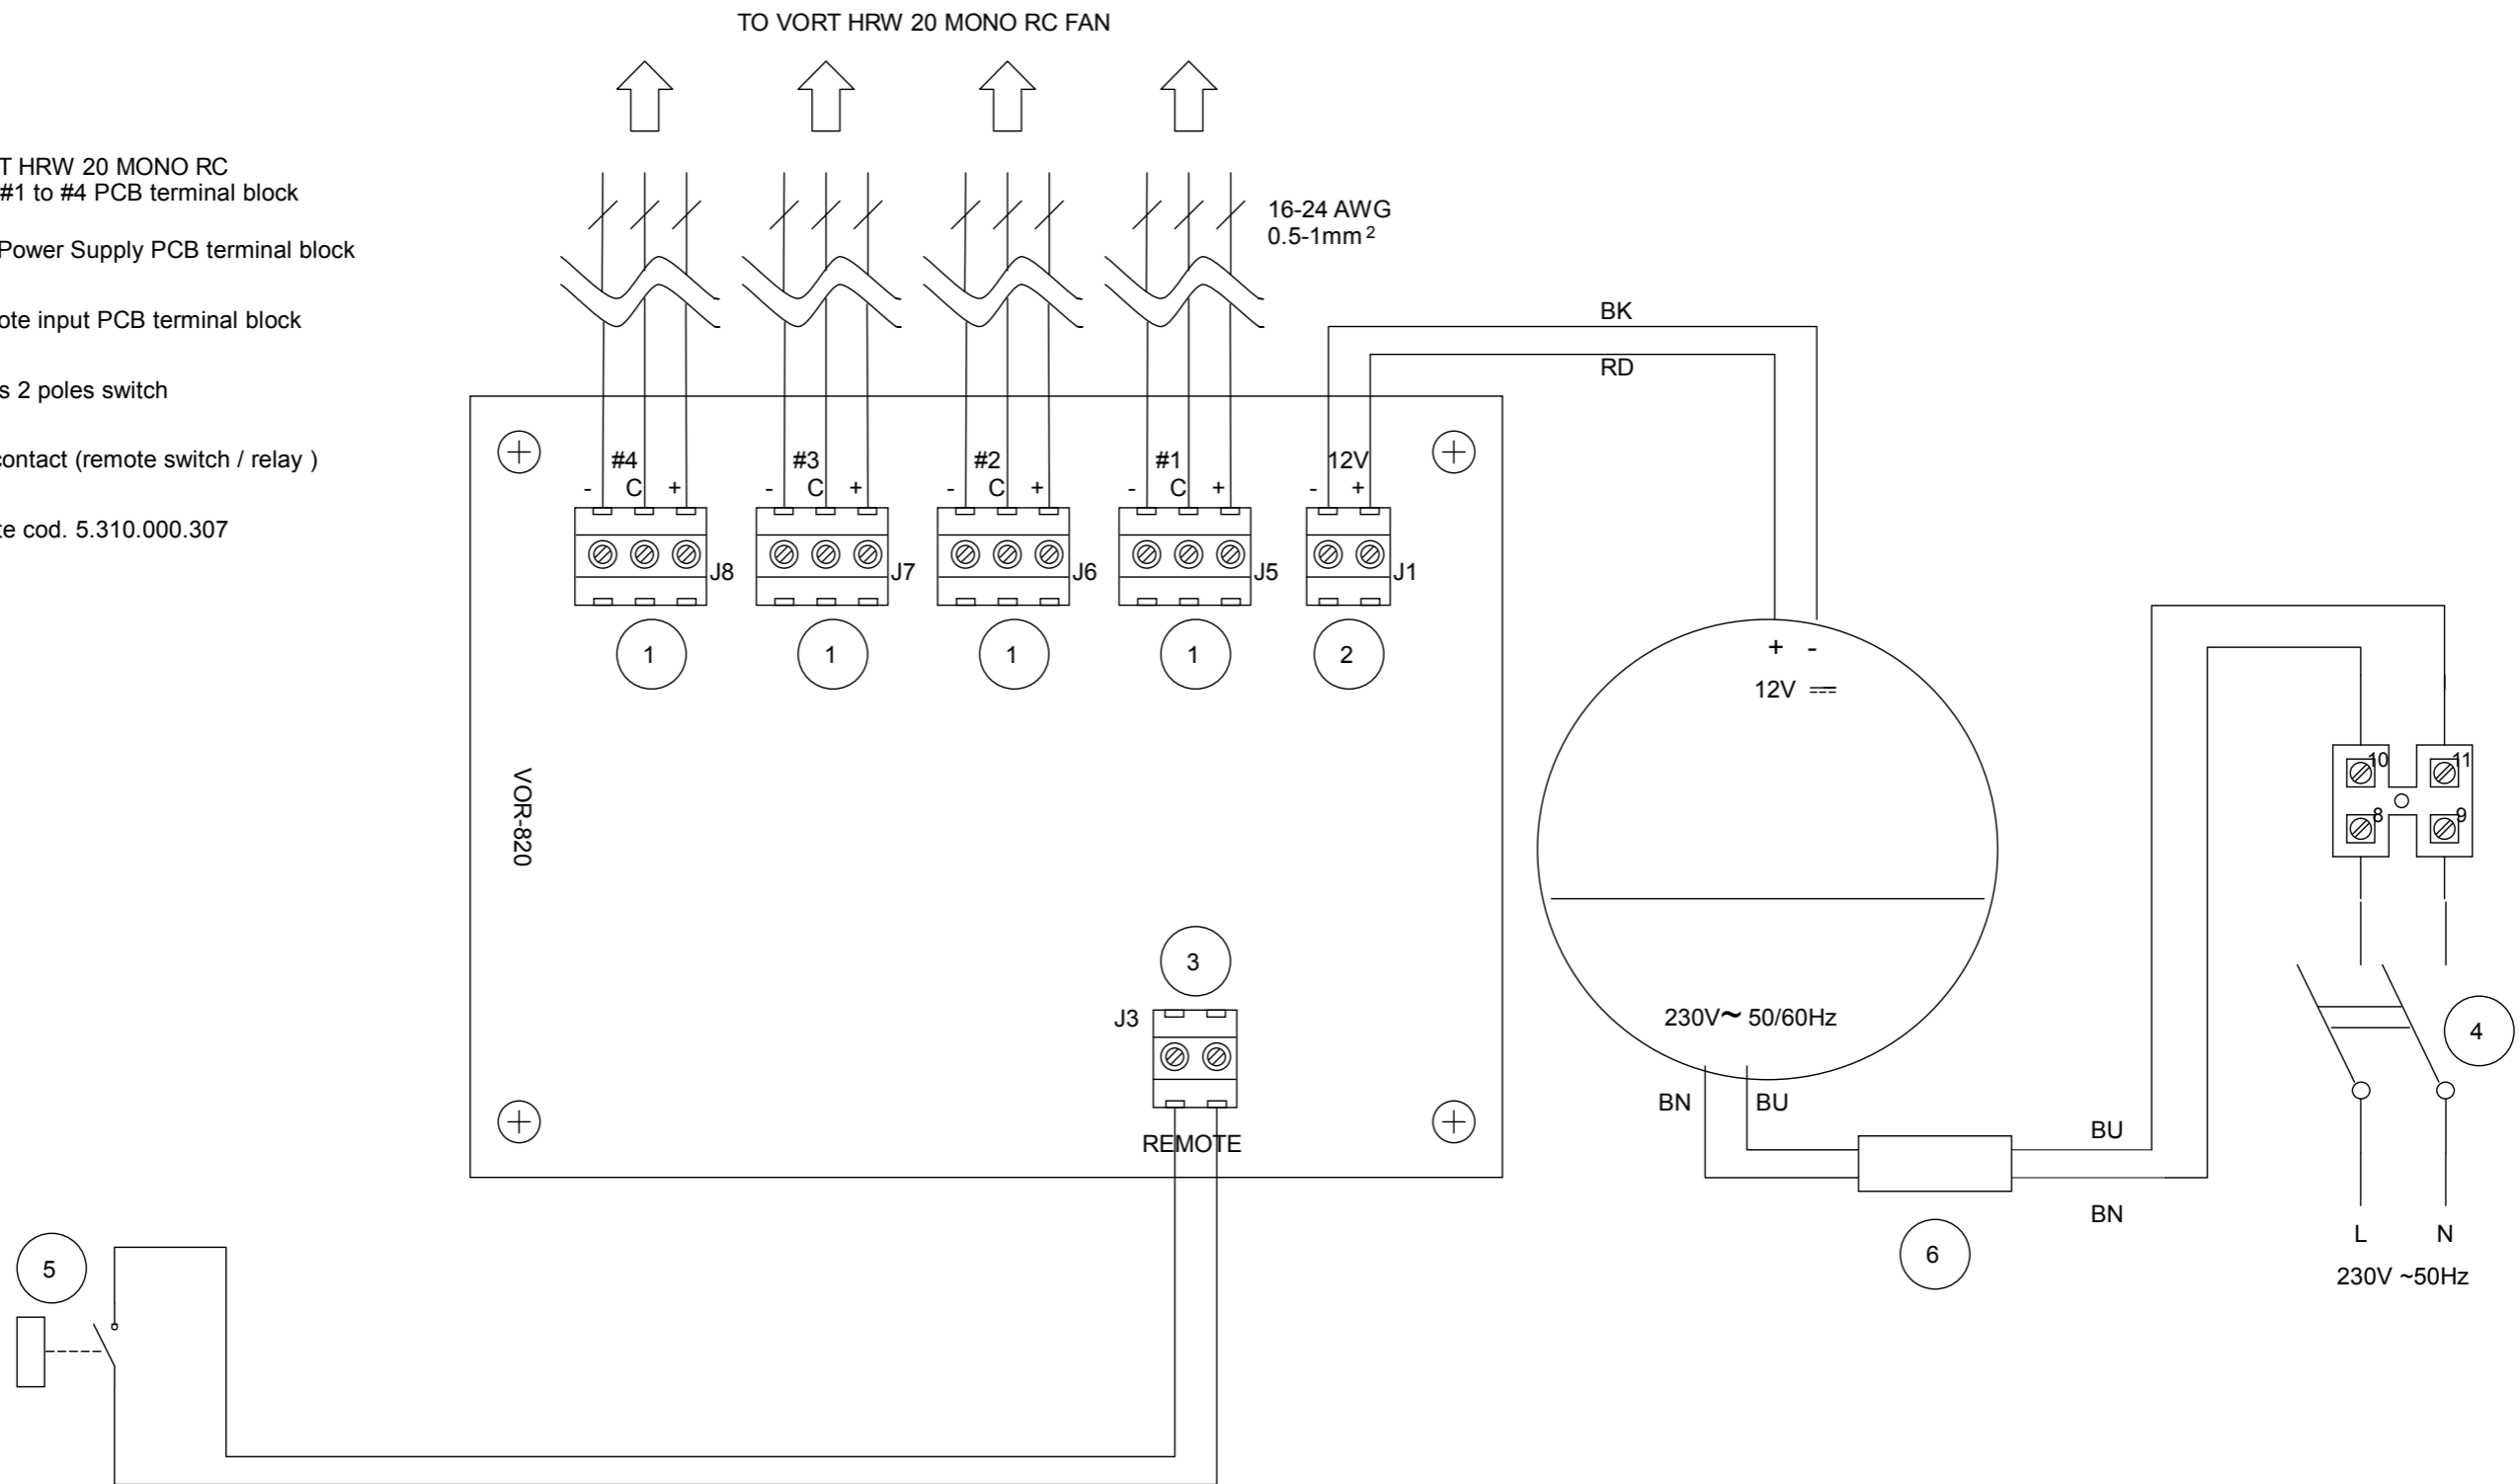 TO VORT HRW 20 MONO RC FAN
T HRW 20 MONO RC
#1 to #4 PCB terminal block
Power Supply PCB terminal block
ote input PCB terminal block
s 2 poles switch
contact (remote switch / relay )
te cod. 5.310.000.307
16-24 AWG
0.5-1mm²
BK
RD
#4 #3 #2 #1 12V
- C + - C + - C + - C + - +
J8 J7 J6 J5 J1
1 1 1 1 2
+ -
12V ⎓
VOR-820
10 11
8 9
3
J3
REMOTE
230V~ 50/60Hz
4
BN BU
BU
BN
6
L N
230V ~50Hz
5